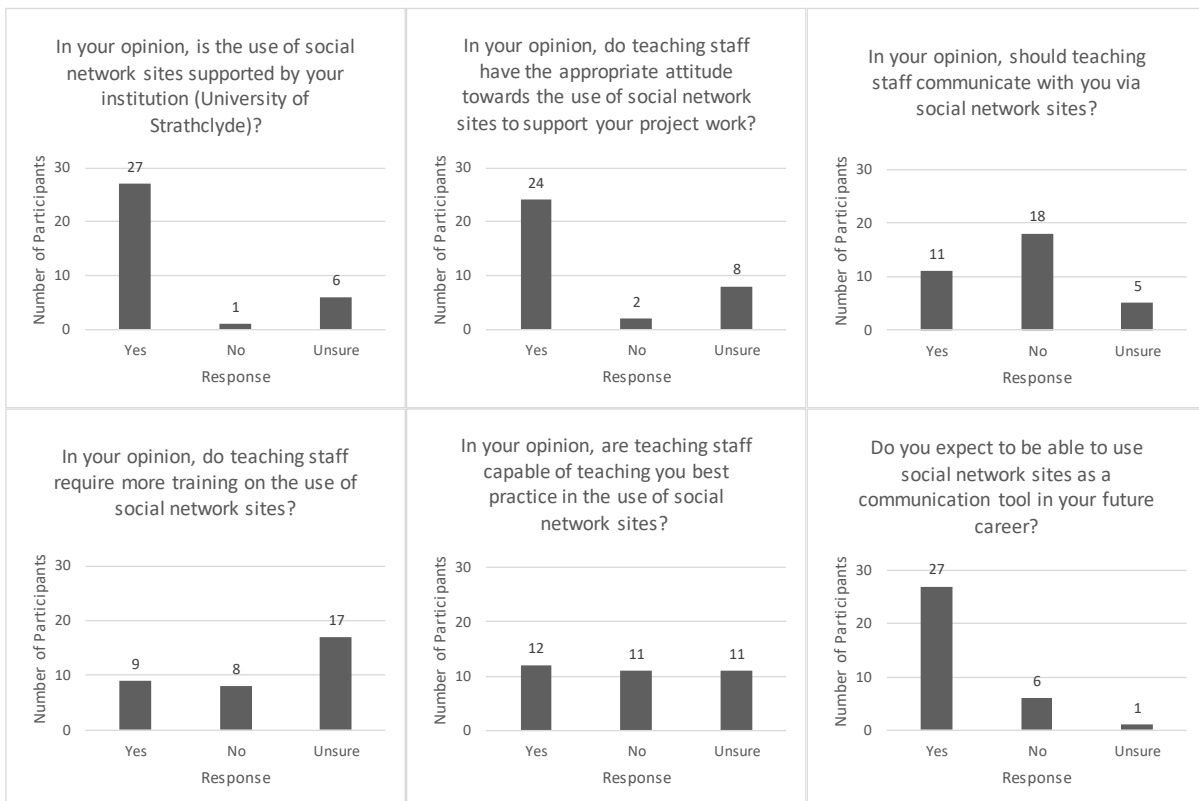 In your opinion, is the use of social
network sites supported by your
institution (University of
Strathclyde)?
Number of Participants
30
20
10
0
27
1
6
Yes No Unsure
Response
In your opinion, do teaching staff
have the appropriate attitude
towards the use of social network
sites to support your project work?
Number of Participants
30
20
10
0
24
2
8
Yes No Unsure
Response
In your opinion, should teaching
staff communicate with you via
social network sites?
Number of Participants
30
20
10
0
11
18
5
Yes No Unsure
Response
In your opinion, do teaching staff
require more training on the use of
social network sites?
Number of Participants
30
20
10
0
9
8
17
Yes No Unsure
Response
In your opinion, are teaching staff
capable of teaching you best
practice in the use of social
network sites?
Number of Participants
30
20
10
0
12
11
11
Yes No Unsure
Response
Do you expect to be able to use
social network sites as a
communication tool in your future
career?
Number of Participants
30
20
10
0
27
6
1
Yes No Unsure
Response